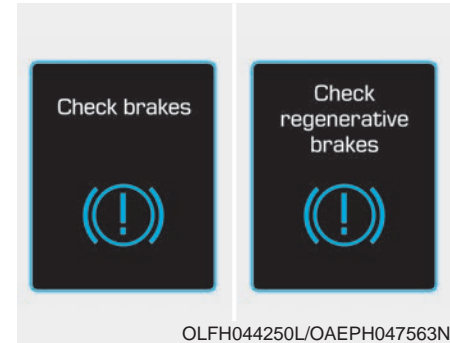 Check brakes
Check
regenerative
brakes
OLFH044250L/OAEPH047563N